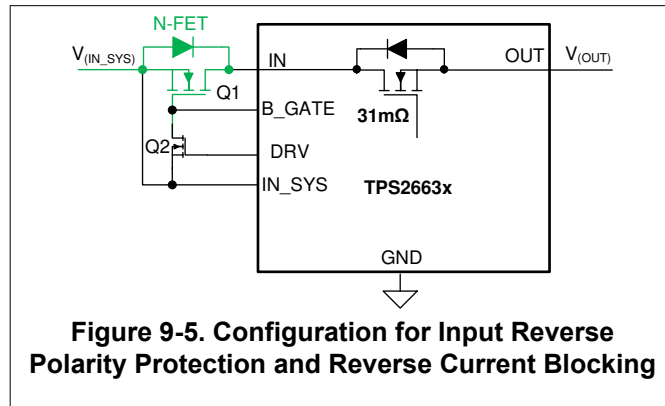 N-FET
V(IN_SYS)
IN
OUT
V(OUT)
Q1
B_GATE
31mΩ
Q2
DRV
IN_SYS
TPS2663x
GND
Figure 9-5. Configuration for Input Reverse
Polarity Protection and Reverse Current Blocking